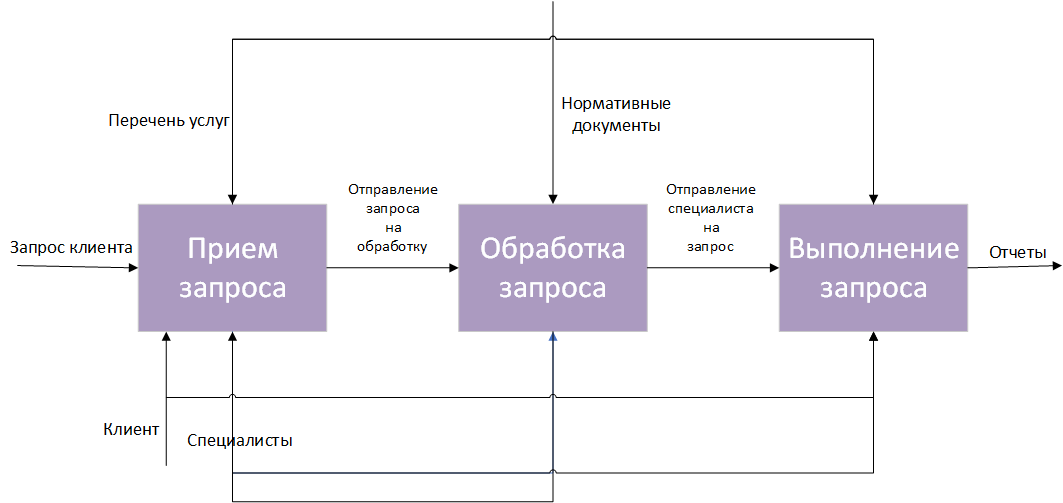 Перечень услуг
Нормативные
документы
Отправление
запроса
на
обработку
Отправление
специалиста
на
запрос
Запрос клиента
Прием
запроса
Обработка
запроса
Выполнение
запроса
Отчеты
Клиент
Специалисты